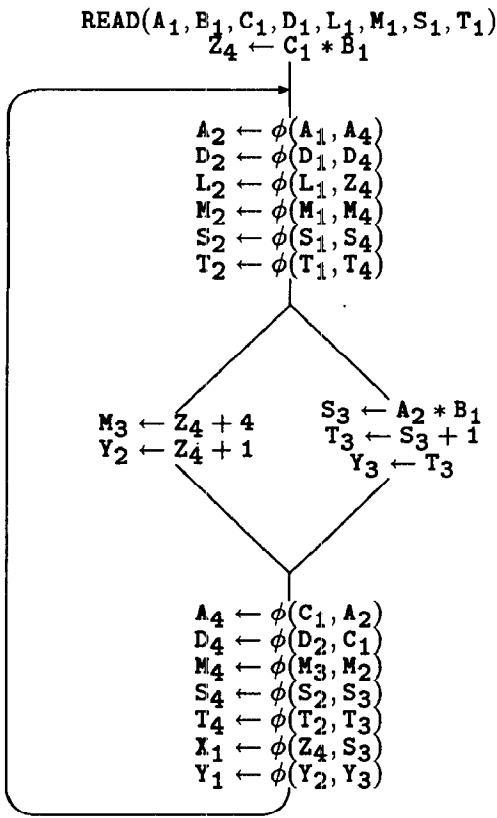 READ(A₁, B₁, C₁, D₁, L₁, M₁, S₁, T₁)
Z₄ ← C₁ * B₁
A₂ ← ϕ(A₁, A₄)
D₂ ← ϕ(D₁, D₄)
L₂ ← ϕ(L₁, Z₄)
M₂ ← ϕ(M₁, M₄)
S₂ ← ϕ(S₁, S₄)
T₂ ← ϕ(T₁, T₄)
M₃ ← Z₄ + 4
Y₂ ← Z₄ + 1
S₃ ← A₂ * B₁
T₃ ← S₃ + 1
Y₃ ← T₃
A₄ ← ϕ(C₁, A₂)
D₄ ← ϕ(D₂, C₁)
M₄ ← ϕ(M₃, M₂)
S₄ ← ϕ(S₂, S₃)
T₄ ← ϕ(T₂, T₃)
X₁ ← ϕ(Z₄, S₃)
Y₁ ← ϕ(Y₂, Y₃)